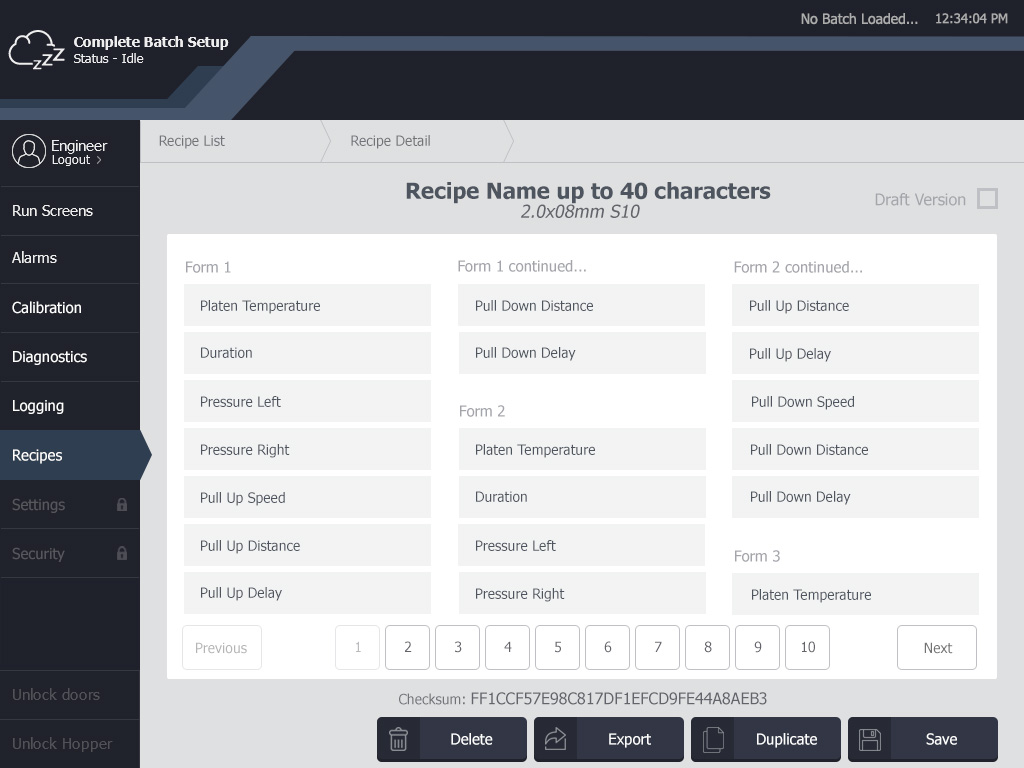 No Batch Loaded... 12:34:04 PM
Complete Batch Setup
Status - Idle
zzz
Engineer
Logout >
Run Screens
Alarms
Calibration
Diagnostics
Logging
Recipes
Settings
Security
Unlock doors
Unlock Hopper
Recipe List
Recipe Detail
Recipe Name up to 40 characters
2.0x08mm S10
Draft Version
Form 1
Platen Temperature
Duration
Pressure Left
Pressure Right
Pull Up Speed
Pull Up Distance
Pull Up Delay
Form 1 continued...
Pull Down Distance
Pull Down Delay
Form 2
Platen Temperature
Duration
Pressure Left
Pressure Right
Form 2 continued...
Pull Up Distance
Pull Up Delay
Pull Down Speed
Pull Down Distance
Pull Down Delay
Form 3
Platen Temperature
Previous 1 2 3 4 5 6 7 8 9 10 Next
Checksum: FF1CCF57E98C817DF1EFCD9FE44A8AEB3
Delete Export Duplicate Save